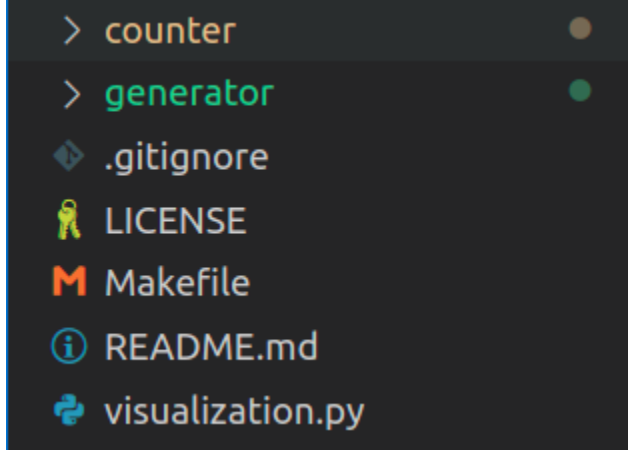 counter
generator
.gitignore
LICENSE
Makefile
README.md
visualization.py